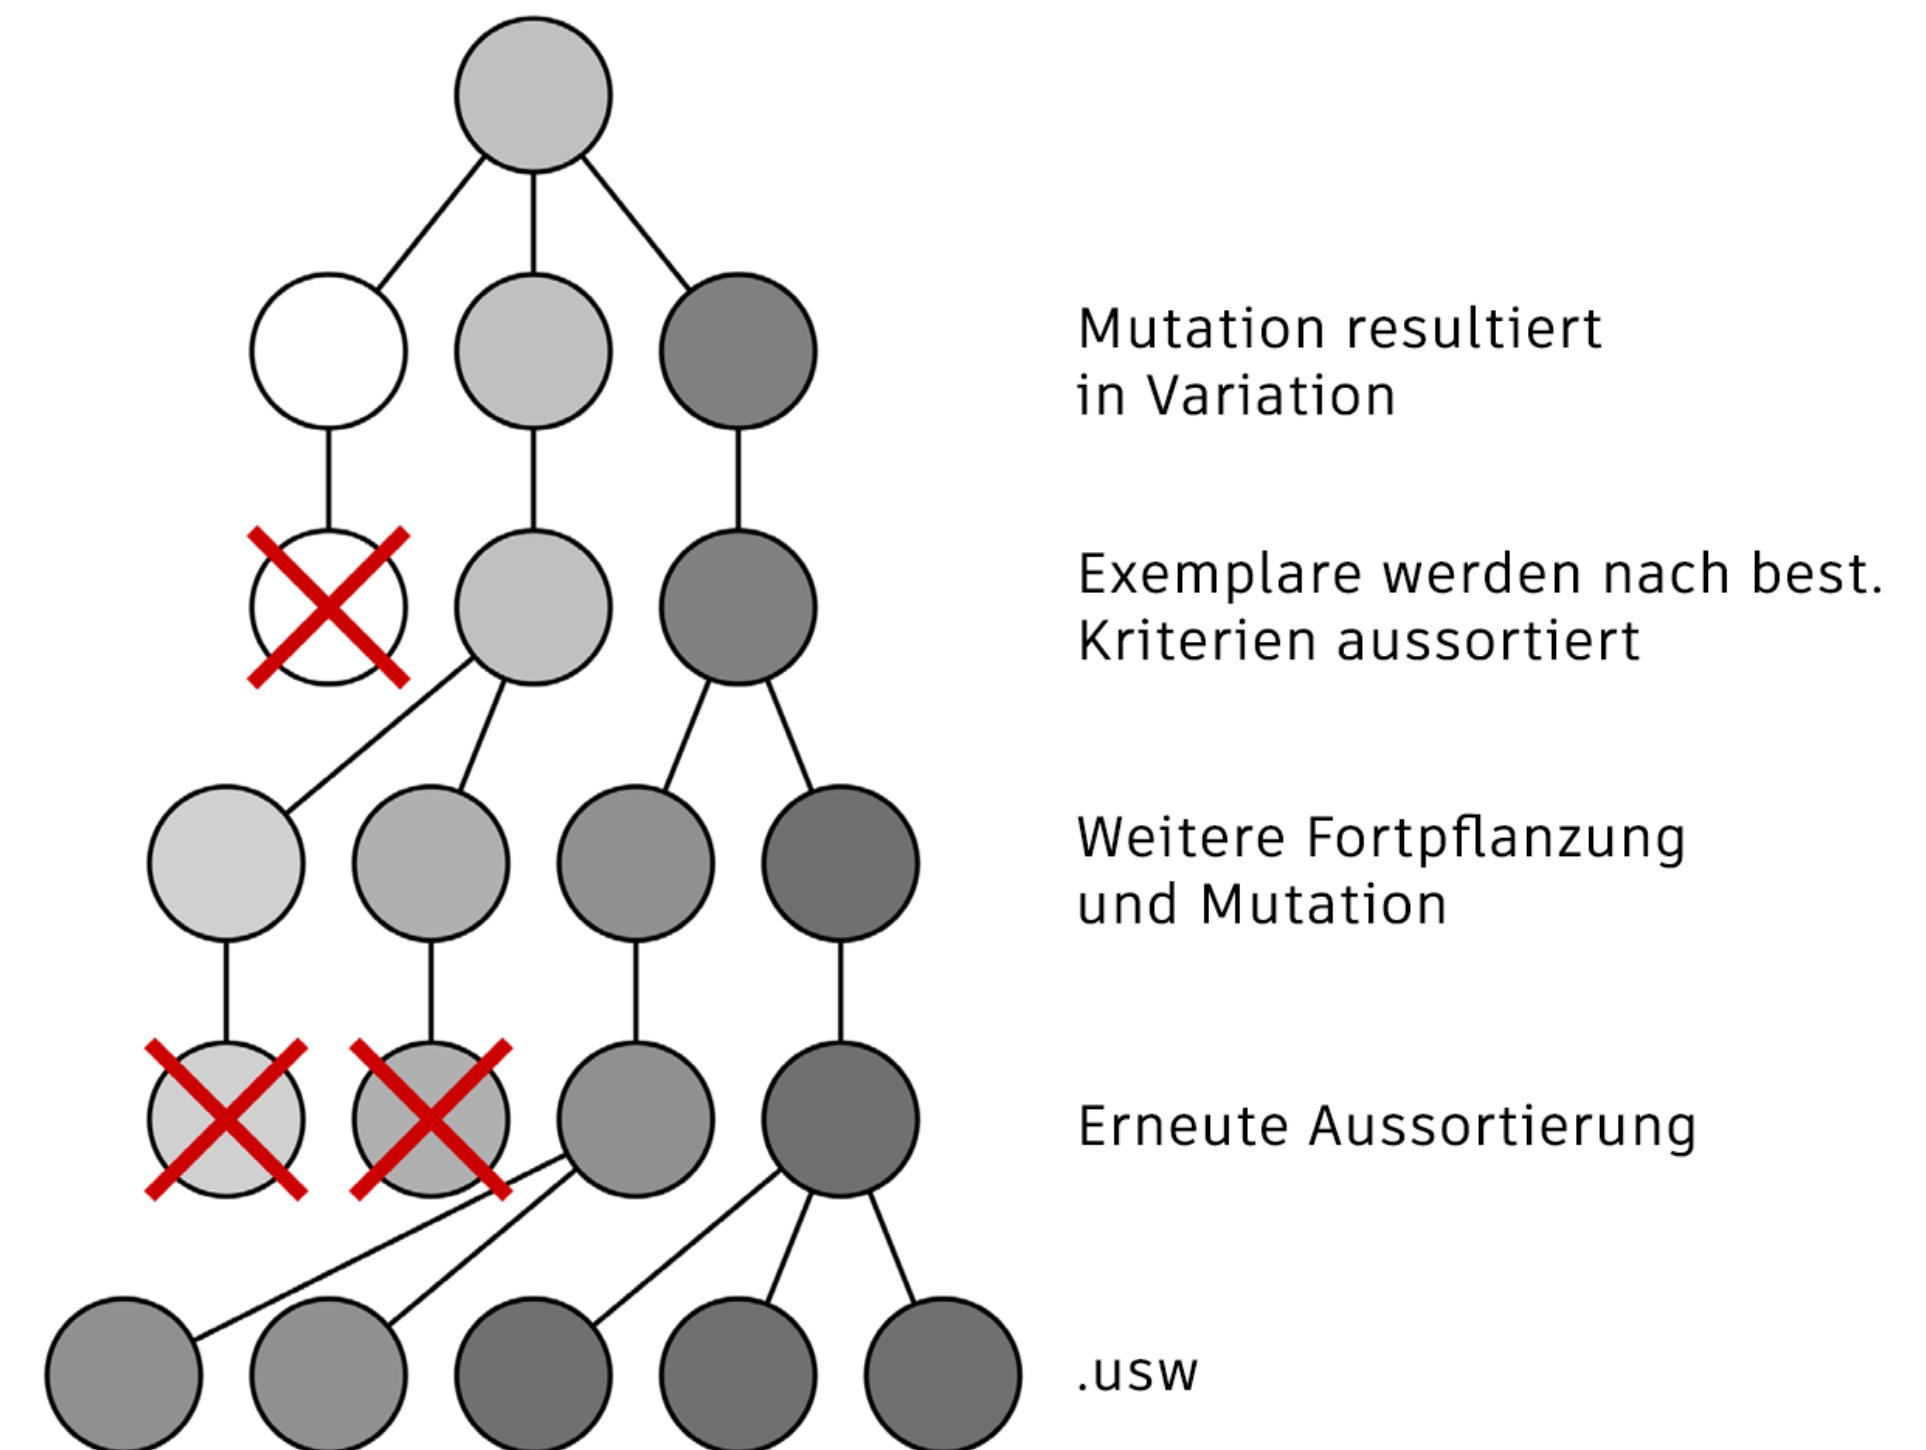 Mutation resultiert
in Variation
Exemplare werden nach best.
Kriterien aussortiert
Weitere Fortpflanzung
und Mutation
Erneute Aussortierung
.usw